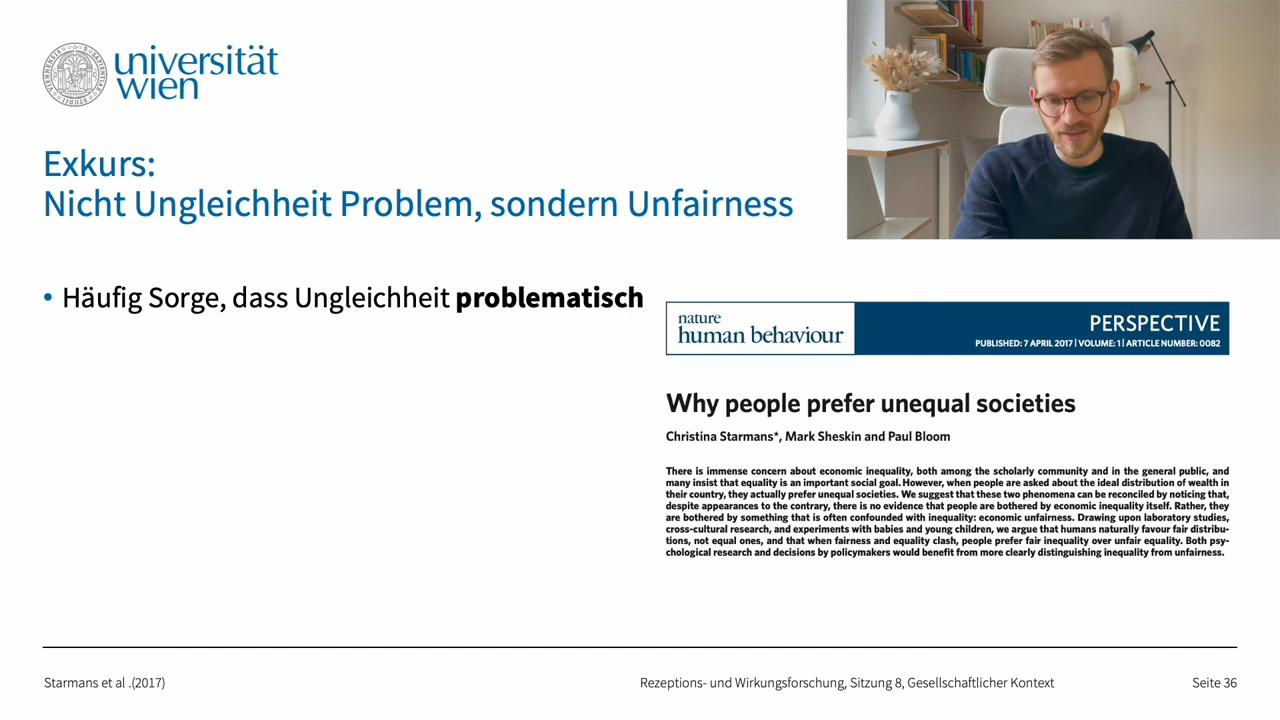 universität
wien
Exkurs:
Nicht Ungleichheit Problem, sondern Unfairness
• Häufig Sorge, dass Ungleichheit problematisch
nature
human behaviour
PERSPECTIVE
PUBLISHED: 7 APRIL 2017 | VOLUME: 1 | ARTICLE NUMBER: 0082
Why people prefer unequal societies
Christina Starmans*, Mark Sheskin and Paul Bloom
There is immense concern about economic inequality, both among the scholarly community and in the general public, and
many insist that equality is an important social goal. However, when people are asked about the ideal distribution of wealth in
their country, they actually prefer unequal societies. We suggest that these two phenomena can be reconciled by noticing that,
despite appearances to the contrary, there is no evidence that people are bothered by economic inequality itself. Rather, they
are bothered by something that is often confounded with inequality: economic unfairness. Drawing upon laboratory studies,
cross-cultural research, and experiments with babies and young children, we argue that humans naturally favour fair distribu-
tions, not equal ones, and that when fairness and equality clash, people prefer fair inequality over unfair equality. Both psy-
chological research and decisions by policymakers would benefit from more clearly distinguishing inequality from unfairness.
Starmans et al .(2017)
Rezeptions- und Wirkungsforschung, Sitzung 8, Gesellschaftlicher Kontext
Seite 36